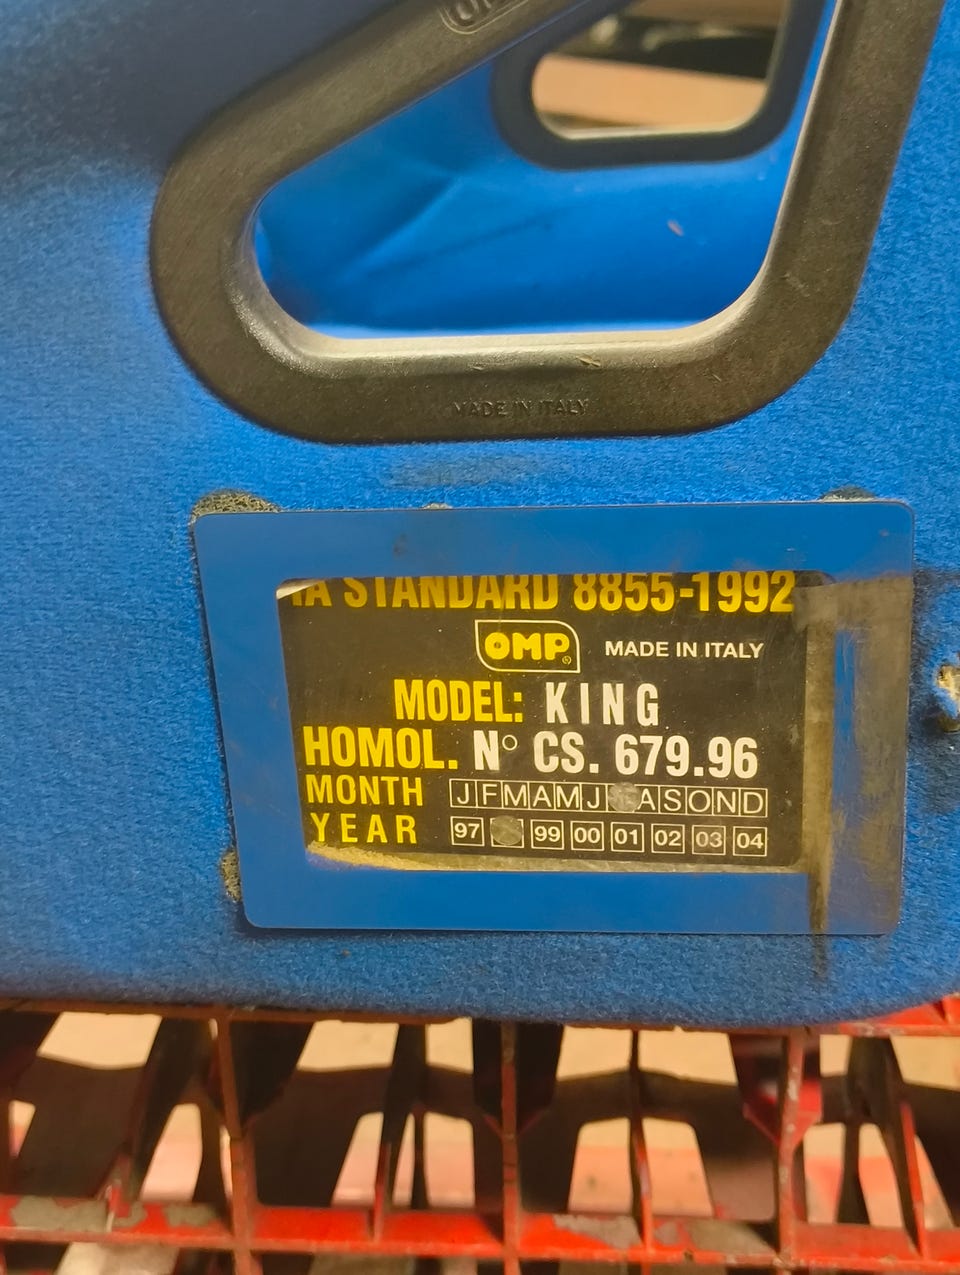 MADE IN ITALY
IA STANDARD 8855-1992
OMP® MADE IN ITALY
MODEL: KING
HOMOL. N° CS. 679.96
MONTH J F M A M J A S O N D
YEAR 97 99 00 01 02 03 04